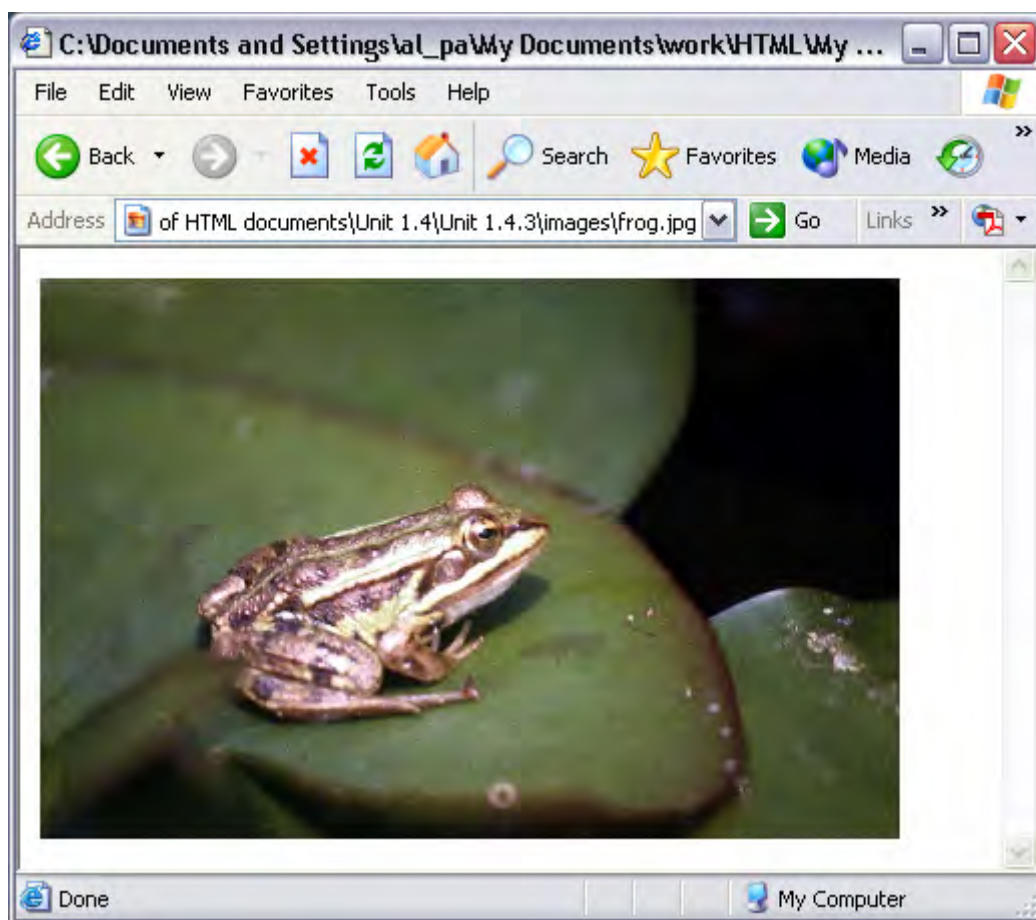 C:\Documents and Settings\al_pa\My Documents\work\HTML\My ...
File Edit View Favorites Tools Help
Back Search Favorites Media »
Address of HTML documents\Unit 1.4\Unit 1.4.3\images\frog.jpg Go Links »
Done My Computer